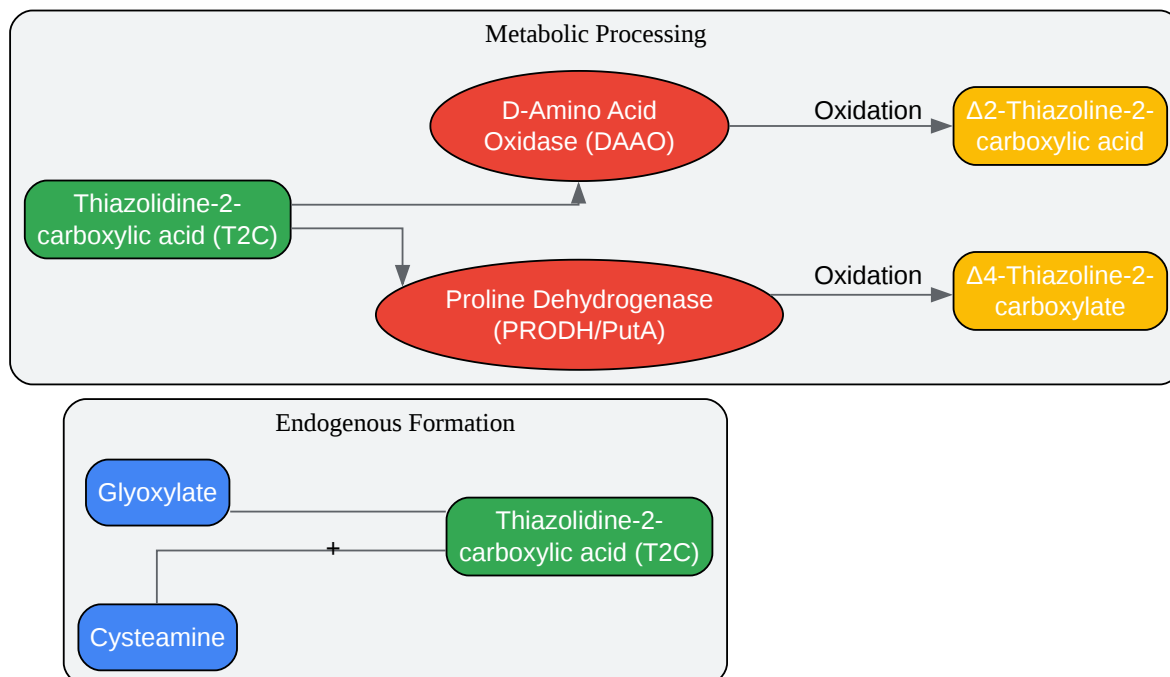 Metabolic Processing
D-Amino Acid
Oxidase (DAAO)
Oxidation
Δ2-Thiazoline-2-
carboxylic acid
Thiazolidine-2-
carboxylic acid (T2C)
Proline Dehydrogenase
(PRODH/PutA)
Oxidation
Δ4-Thiazoline-2-
carboxylate
Endogenous Formation
Glyoxylate
Thiazolidine-2-
carboxylic acid (T2C)
+
Cysteamine